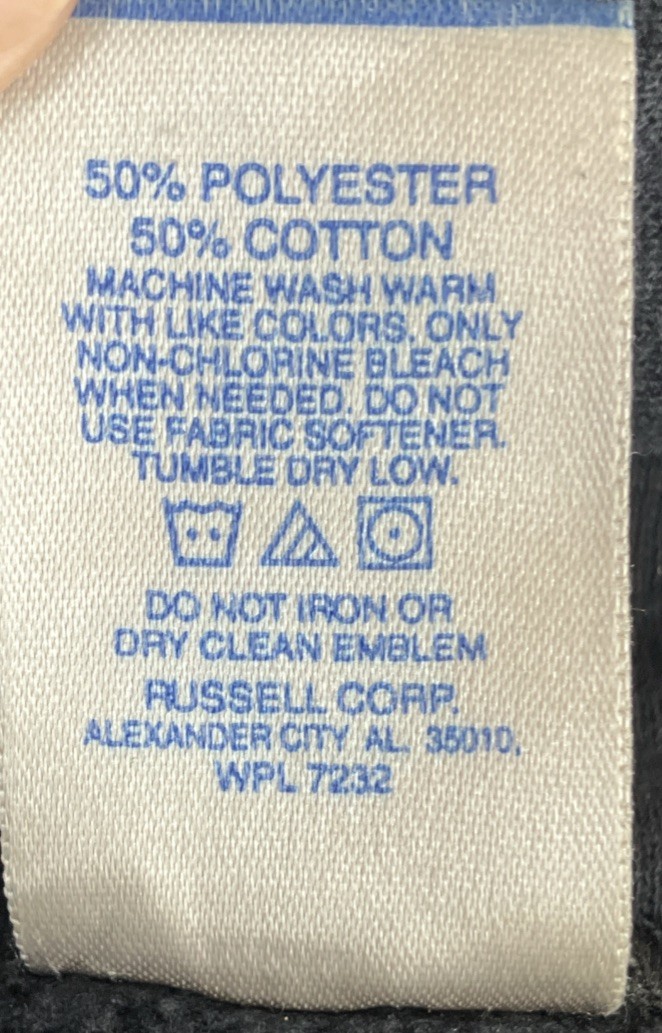 50% POLYESTER
50% COTTON
MACHINE WASH WARM
WITH LIKE COLORS. ONLY
NON-CHLORINE BLEACH
WHEN NEEDED. DO NOT
USE FABRIC SOFTENER.
TUMBLE DRY LOW.
DO NOT IRON OR
DRY CLEAN EMBLEM
RUSSELL CORP.
ALEXANDER CITY AL. 35010,
WPL 7232